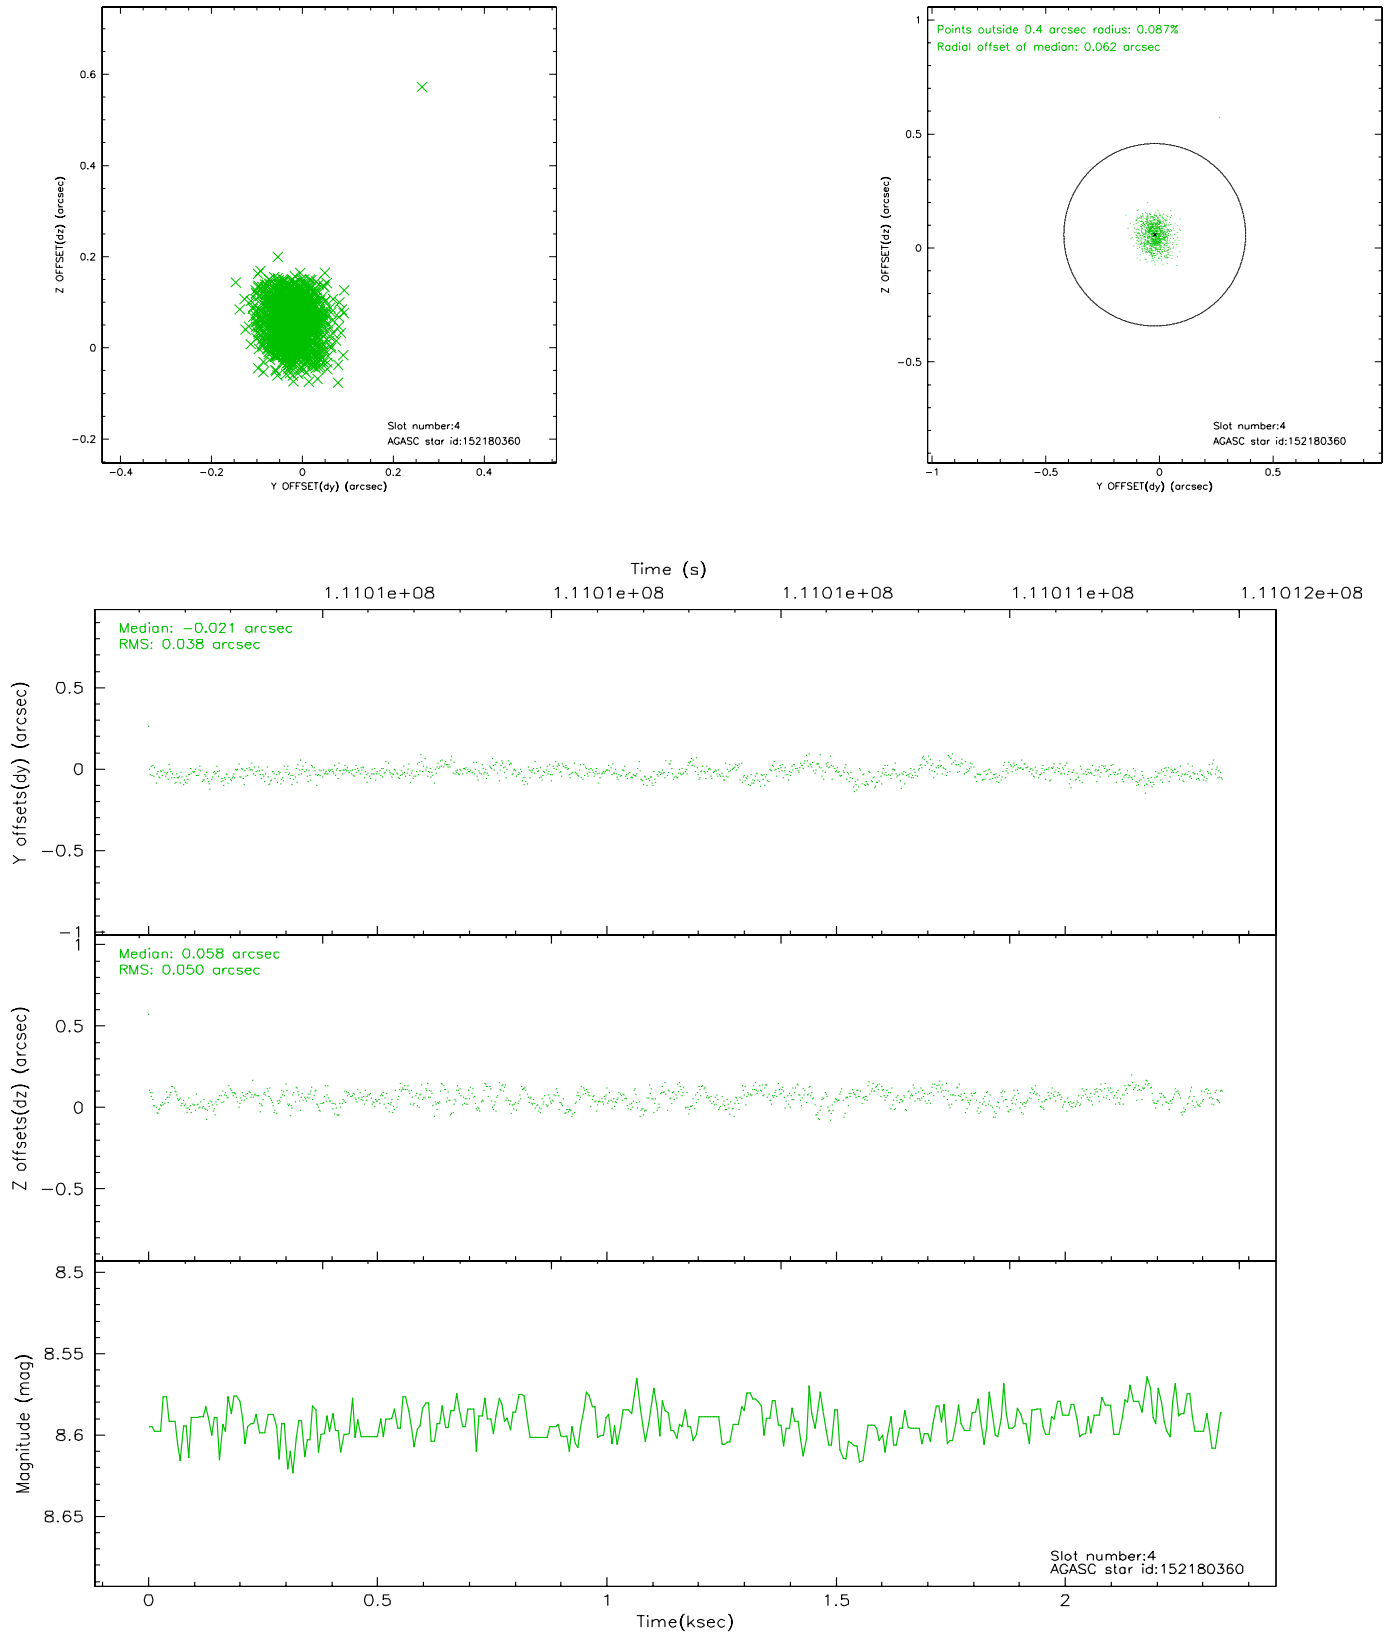 0.6
0.4
0.2
0
−0.2
Z OFFSET(dz) (arcsec)
Slot number:4
AGASC star id:152180360
−0.4 −0.2 0 0.2 0.4
Y OFFSET(dy) (arcsec)
Points outside 0.4 arcsec radius: 0.087%
Radial offset of median: 0.062 arcsec
1
0.5
0
−0.5
Z OFFSET(dz) (arcsec)
Slot number:4
AGASC star id:152180360
−1 −0.5 0 0.5
Y OFFSET(dy) (arcsec)
Time (s)
1.1101e+08 1.1101e+08 1.1101e+08 1.11011e+08 1.11012e+08
Median: −0.021 arcsec
RMS: 0.038 arcsec
0.5
0
−0.5
−1
Y offsets(dy) (arcsec)
Median: 0.058 arcsec
RMS: 0.050 arcsec
1
0.5
0
−0.5
Z offsets(dz) (arcsec)
8.5
8.55
8.6
8.65
Magnitude (mag)
Slot number:4
AGASC star id:152180360
0 0.5 1 1.5 2
Time(ksec)